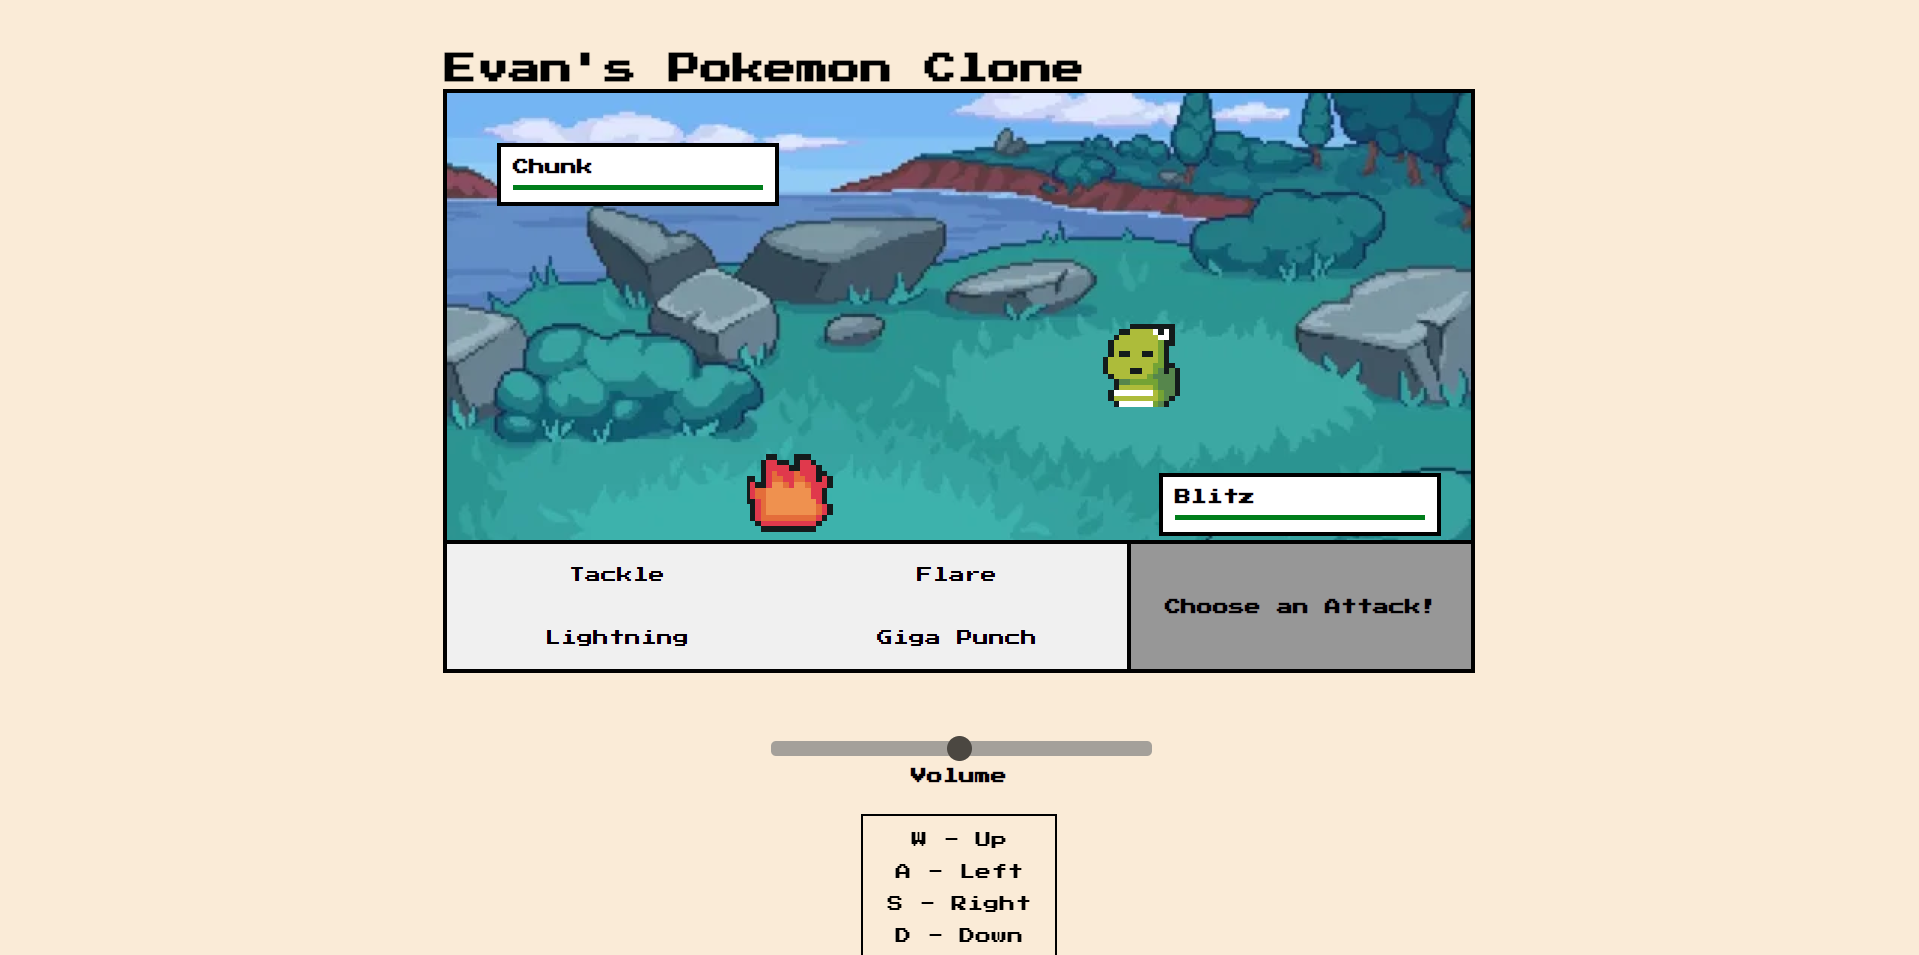 Evan's Pokemon Clone
Chunk
Blitz
Tackle Flare
Choose an Attack!
Lightning Giga Punch
Volume
W - Up
A - Left
S - Right
D - Down